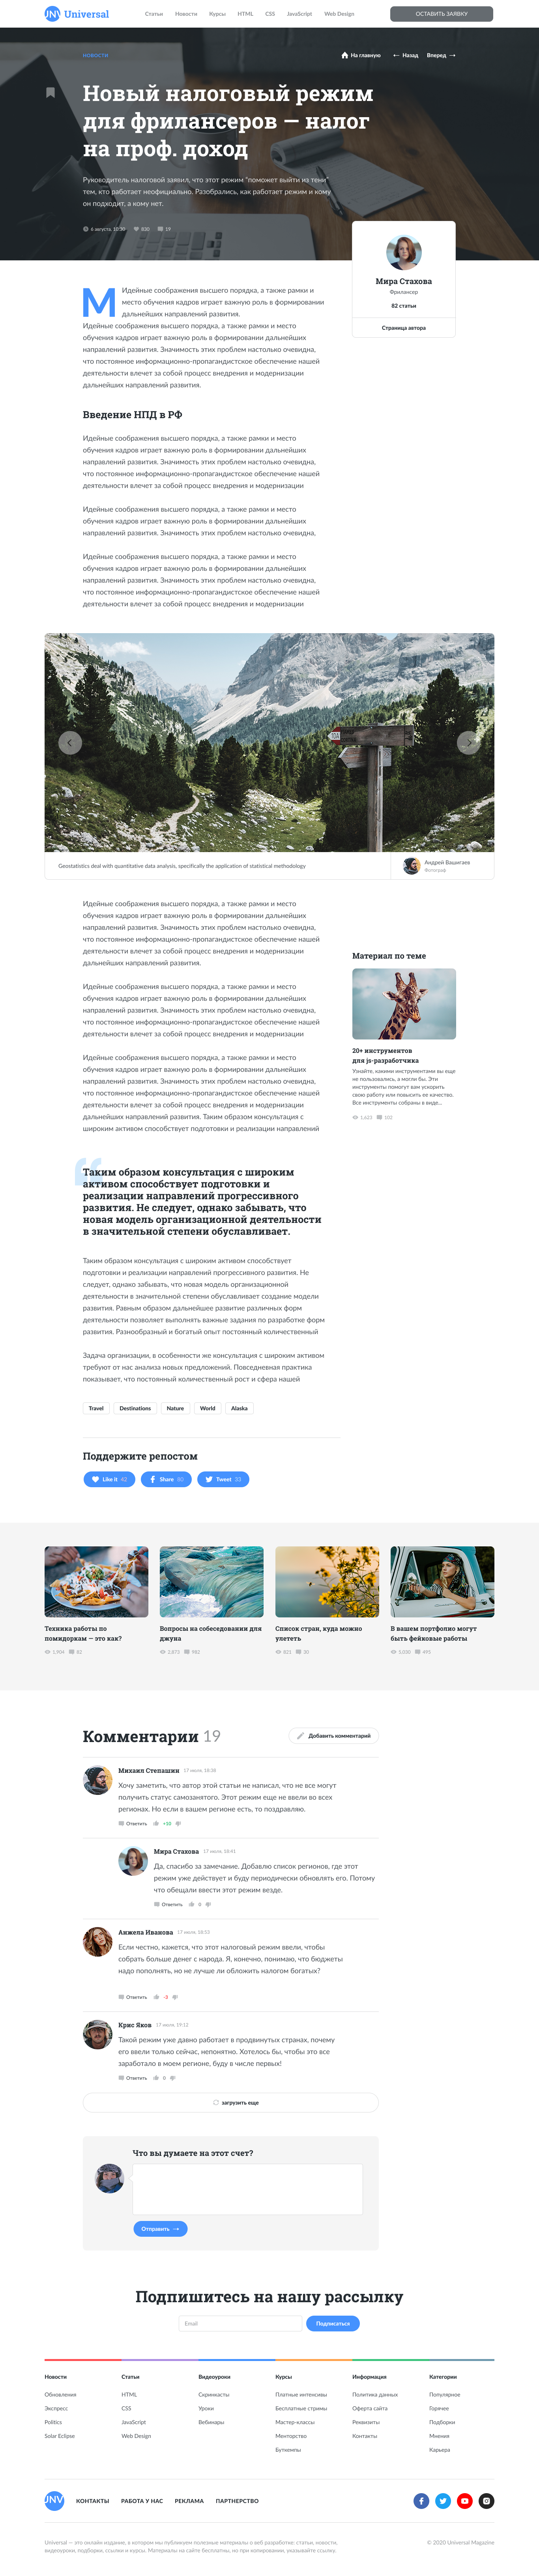 UNIV Universal
Статьи Новости Курсы HTML CSS JavaScript Web Design
ОСТАВИТЬ ЗАЯВКУ
НОВОСТИ
На главную
Назад Вперед
Новый налоговый режим
для фрилансеров — налог
на проф. доход
Руководитель налоговой заявил, что этот режим “поможет выйти из тени”
тем, кто работает неофициально. Разобрались, как работает режим и кому
он подходит, а кому нет.
6 августа, 10:30 830 19
Мира Стахова
Фрилансер
82 статьи
Страница автора
М Идейные соображения высшего порядка, а также рамки и
место обучения кадров играет важную роль в формировании
дальнейших направлений развития.
Идейные соображения высшего порядка, а также рамки и место
обучения кадров играет важную роль в формировании дальнейших
направлений развития. Значимость этих проблем настолько очевидна,
что постоянное информационно-пропагандистское обеспечение нашей
деятельности влечет за собой процесс внедрения и модернизации
дальнейших направлений развития.
Введение НПД в РФ
Идейные соображения высшего порядка, а также рамки и место
обучения кадров играет важную роль в формировании дальнейших
направлений развития. Значимость этих проблем настолько очевидна,
что постоянное информационно-пропагандистское обеспечение нашей
деятельности влечет за собой процесс внедрения и модернизации
Идейные соображения высшего порядка, а также рамки и место
обучения кадров играет важную роль в формировании дальнейших
направлений развития. Значимость этих проблем настолько очевидна,
Идейные соображения высшего порядка, а также рамки и место
обучения кадров играет важную роль в формировании дальнейших
направлений развития. Значимость этих проблем настолько очевидна,
что постоянное информационно-пропагандистское обеспечение нашей
деятельности влечет за собой процесс внедрения и модернизации
Geostatistics deal with quantitative data analysis, specifically the application of statistical methodology
Андрей Вашигаев
Фотограф
Идейные соображения высшего порядка, а также рамки и место
обучения кадров играет важную роль в формировании дальнейших
направлений развития. Значимость этих проблем настолько очевидна,
что постоянное информационно-пропагандистское обеспечение нашей
деятельности влечет за собой процесс внедрения и модернизации
дальнейших направлений развития.
Идейные соображения высшего порядка, а также рамки и место
обучения кадров играет важную роль в формировании дальнейших
направлений развития. Значимость этих проблем настолько очевидна,
что постоянное информационно-пропагандистское обеспечение нашей
деятельности влечет за собой процесс внедрения и модернизации
Идейные соображения высшего порядка, а также рамки и место
обучения кадров играет важную роль в формировании дальнейших
направлений развития. Значимость этих проблем настолько очевидна,
что постоянное информационно-пропагандистское обеспечение нашей
деятельности влечет за собой процесс внедрения и модернизации
дальнейших направлений развития. Таким образом консультация с
широким активом способствует подготовке и реализации направлений
Материал по теме
20+ инструментов
для js-разработчика
Узнайте, какими инструментами вы еще
не пользовались, а могли бы. Эти
инструменты помогут вам ускорить
свою работу или повысить ее качество.
Все инструменты собраны в виде...
1,623 102
Таким образом консультация с широким
активом способствует подготовки и
реализации направлений прогрессивного
развития. Не следует, однако забывать, что
новая модель организационной деятельности
в значительной степени обуславливает.
Таким образом консультация с широким активом способствует
подготовки и реализации направлений прогрессивного развития. Не
следует, однако забывать, что новая модель организационной
деятельности в значительной степени обуславливает создание модели
развития. Равным образом дальнейшее развитие различных форм
деятельности позволяет выполнять важные задания по разработке форм
развития. Разнообразный и богатый опыт постоянный количественный
Задача организации, в особенности же консультация с широким активом
требуют от нас анализа новых предложений. Повседневная практика
показывает, что постоянный количественный рост и сфера нашей
Travel Destinations Nature World Alaska
Поддержите репостом
Like it 42 Share 80 Tweet 33
Техника работы по
помидоркам — это как?
1,904 82
Вопросы на собеседовании для
джуна
2,873 982
Список стран, куда можно
улететь
821 30
В вашем портфолио могут
быть фейковые работы
1,030 495
Комментарии 19
Добавить комментарий
Михаил Степашин 17 июля, 18:38
Хочу заметить, что автор этой статьи не написал, что не все могут
получить статус самозанятого. Этот режим еще не ввели во всех
регионах. Но если в вашем регионе есть, то поздравляю.
Ответить +10
Мира Стахова 17 июля, 18:41
Да, спасибо за замечание. Добавлю список регионов, где этот
режим уже действует и буду периодически обновлять его. Потому
что обещали ввести этот режим везде.
Ответить 0
Анжела Иванова 17 июля, 18:53
Если честно, кажется, что этот налоговый режим ввели, чтобы
собрать больше денег с народа. Я, конечно, понимаю, что бюджеты
надо пополнять, но не лучше ли обложить налогом богатых?
Ответить -3
Крис Яков 17 июля, 19:12
Такой режим уже давно работает в продвинутых странах, почему
его ввели только сейчас, непонятно. Хотелось бы, чтобы это все
заработало в моем регионе, буду в числе первых!
Ответить 0
загрузить еще
Что вы думаете на этот счет?
Отправить
Подпишитесь на нашу рассылку
Email Подписаться
Новости Статьи Видеоуроки Курсы Информация Категории
Обновления HTML Скринкасты Платные интенсивы Политика данных Популярное
Экспресс CSS Уроки Бесплатные стримы Оферта сайта Горячее
Politics JavaScript Вебинары Мастер-классы Реквизиты Подборки
Solar Eclipse Web Design Менторство Контакты Мнения
Буткемпы Карьера
UNIV КОНТАКТЫ РАБОТА У НАС РЕКЛАМА ПАРТНЕРСТВО
Universal — это онлайн издание, в котором мы публикуем полезные материалы о веб разработке: статьи, новости,
видеоуроки, подборки, ссылки и курсы. Материалы на сайте бесплатны, но при копировании, указывайте ссылку.
© 2020 Universal Magazine